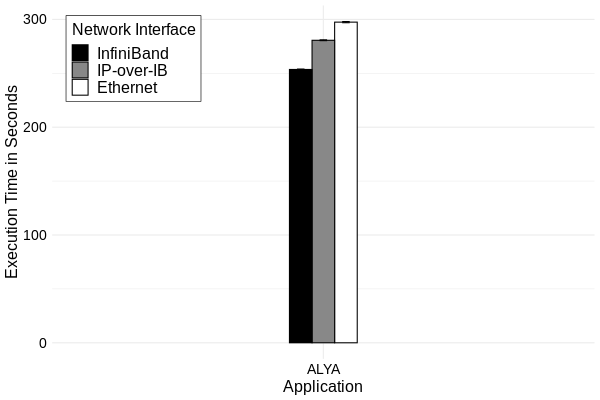 Network Interface
InfiniBand
IP-over-IB
Ethernet
Execution Time in Seconds
300
200
100
0
ALYA
Application